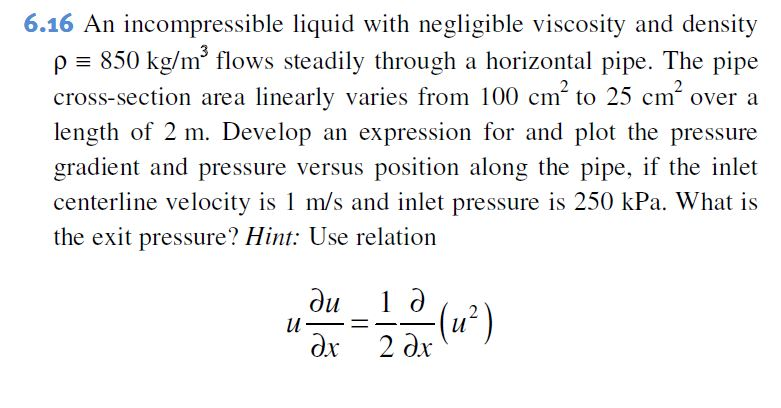 6.16 An incompressible liquid with negligible viscosity and density
ρ ≡ 850 kg/m³ flows steadily through a horizontal pipe. The pipe
cross-section area linearly varies from 100 cm² to 25 cm² over a
length of 2 m. Develop an expression for and plot the pressure
gradient and pressure versus position along the pipe, if the inlet
centerline velocity is 1 m/s and inlet pressure is 250 kPa. What is
the exit pressure? Hint: Use relation
u ∂u/∂x = 1/2 ∂/∂x (u²)